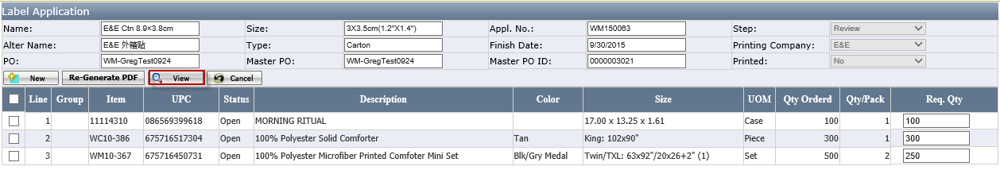 Label Application
Name: E&E Ctn 8.9×3.8cm Size: 3X3.5cm(1.2"X1.4") Appl. No.: WM150063 Step: Review
Alter Name: E&E 外箱贴 Type: Carton Finish Date: 9/30/2015 Printing Company: E&E
PO: WM-GregTest0924 Master PO: WM-GregTest0924 Master PO ID: 0000003021 Printed: No
New Re-Generate PDF View Cancel
Line Group Item UPC Status Description Color Size UOM Qty Orderd Qty/Pack Req. Qty
1 11114310 086569399618 Open MORNING RITUAL 17.00 x 13.25 x 1.61 Case 100 1 100
2 WC10-386 675716517304 Open 100% Polyester Solid Comforter Tan King: 102x90" Piece 300 1 300
3 WM10-367 675716450731 Open 100% Polyester Microfiber Printed Comfoter Mini Set Blk/Gry Medal Twin/TXL: 63x92"/20x26+2" (1) Set 500 2 250